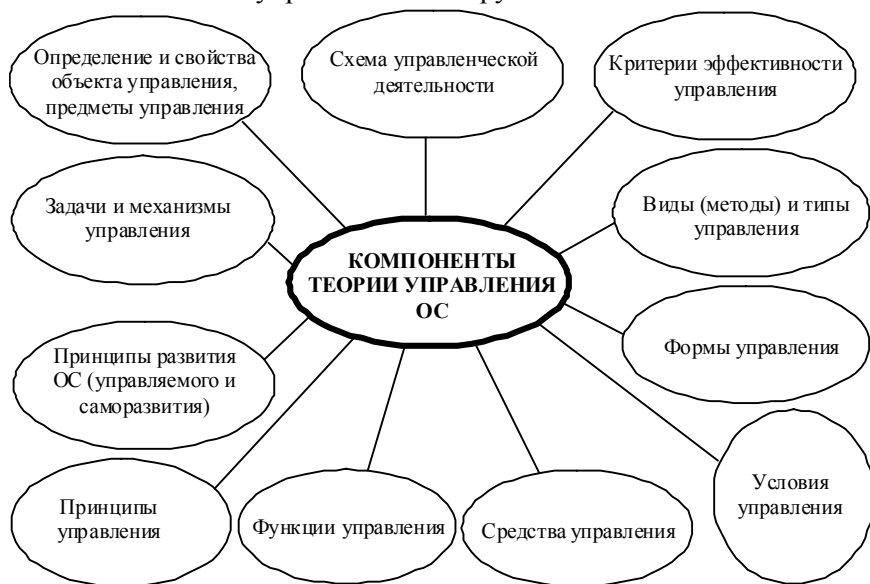 Определение и свойства
объекта управления,
предметы управления
Схема управленческой
деятельности
Критерии эффективности
управления
Задачи и механизмы
управления
Виды (методы) и типы
управления
КОМПОНЕНТЫ
ТЕОРИИ УПРАВЛЕНИЯ
ОС
Принципы развития
ОС (управляемого и
саморазвития)
Формы управления
Принципы
управления
Функции управления
Средства управления
Условия
управления